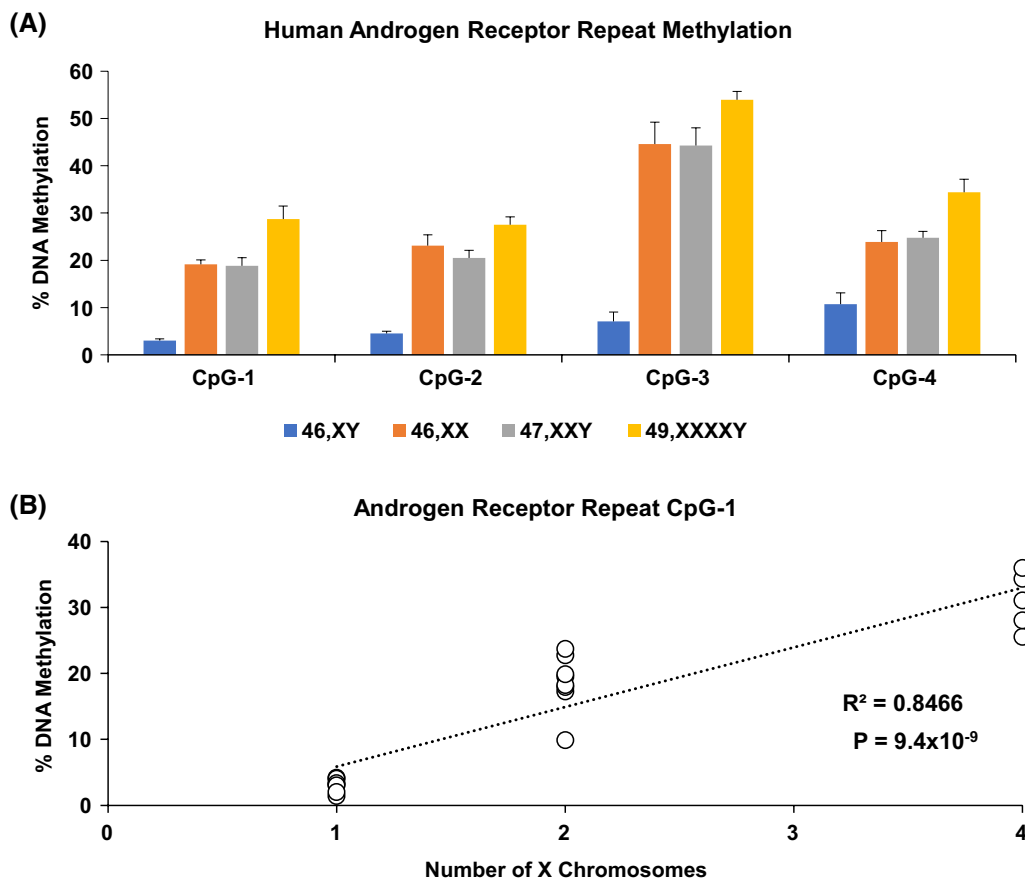 (A)
Human Androgen Receptor Repeat Methylation
% DNA Methylation
60
50
40
30
20
10
0
CpG-1 CpG-2 CpG-3 CpG-4
46,XY 46,XX 47,XXY 49,XXXXY
(B)
Androgen Receptor Repeat CpG-1
% DNA Methylation
40
30
20
10
0
R² = 0.8466
P = 9.4x10⁻⁹
0 1 2 3 4
Number of X Chromosomes